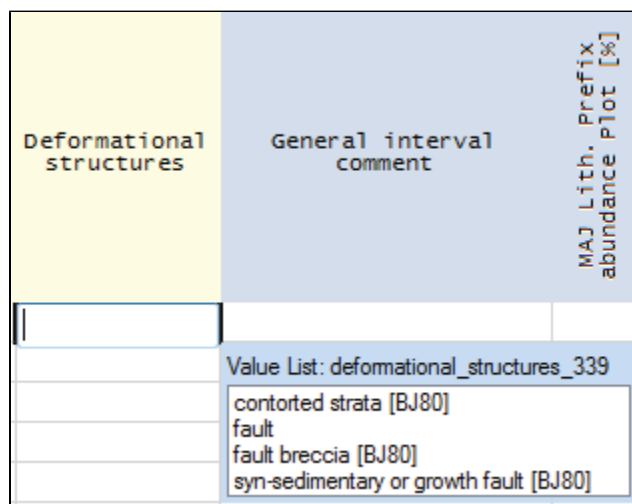 Deformational
structures
General interval
comment
MAJ Lith. Prefix
abundance Plot [%]
Value List: deformational_structures_339
contorted strata [BJ80]
fault
fault breccia [BJ80]
syn-sedimentary or growth fault [BJ80]